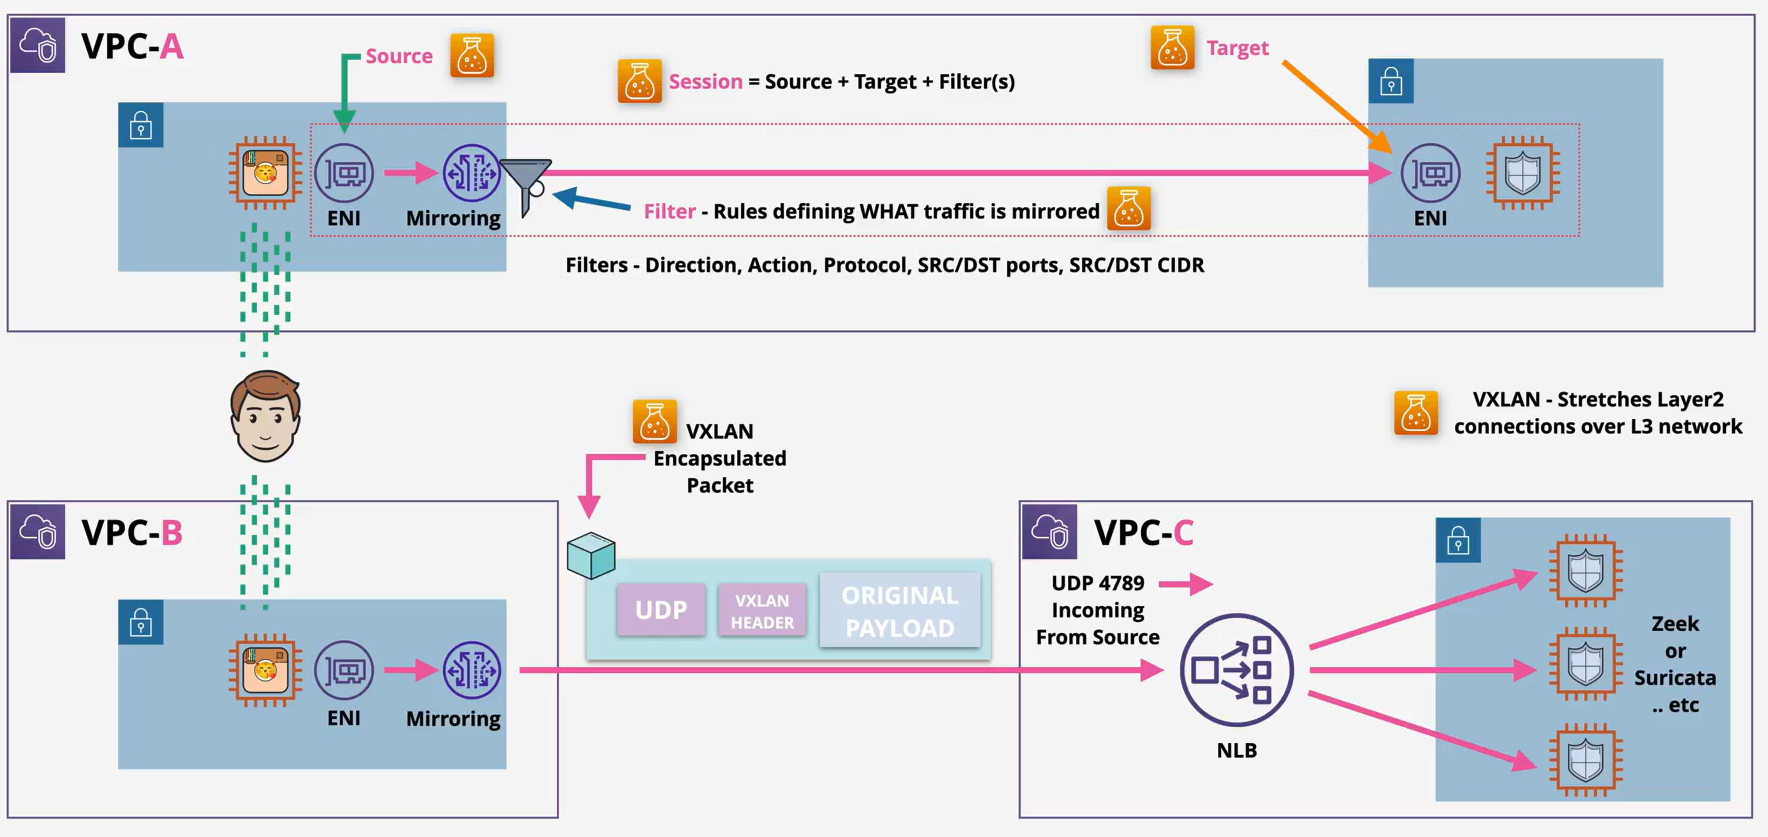 VPC-A
Source
Session = Source + Target + Filter(s)
Target
ENI
Mirroring
Filter - Rules defining WHAT traffic is mirrored
ENI
Filters - Direction, Action, Protocol, SRC/DST ports, SRC/DST CIDR
VXLAN - Stretches Layer2
connections over L3 network
VXLAN
Encapsulated
Packet
VPC-B
ENI
Mirroring
UDP
VXLAN
HEADER
ORIGINAL
PAYLOAD
VPC-C
UDP 4789
Incoming
From Source
NLB
Zeek
or
Suricata
.. etc